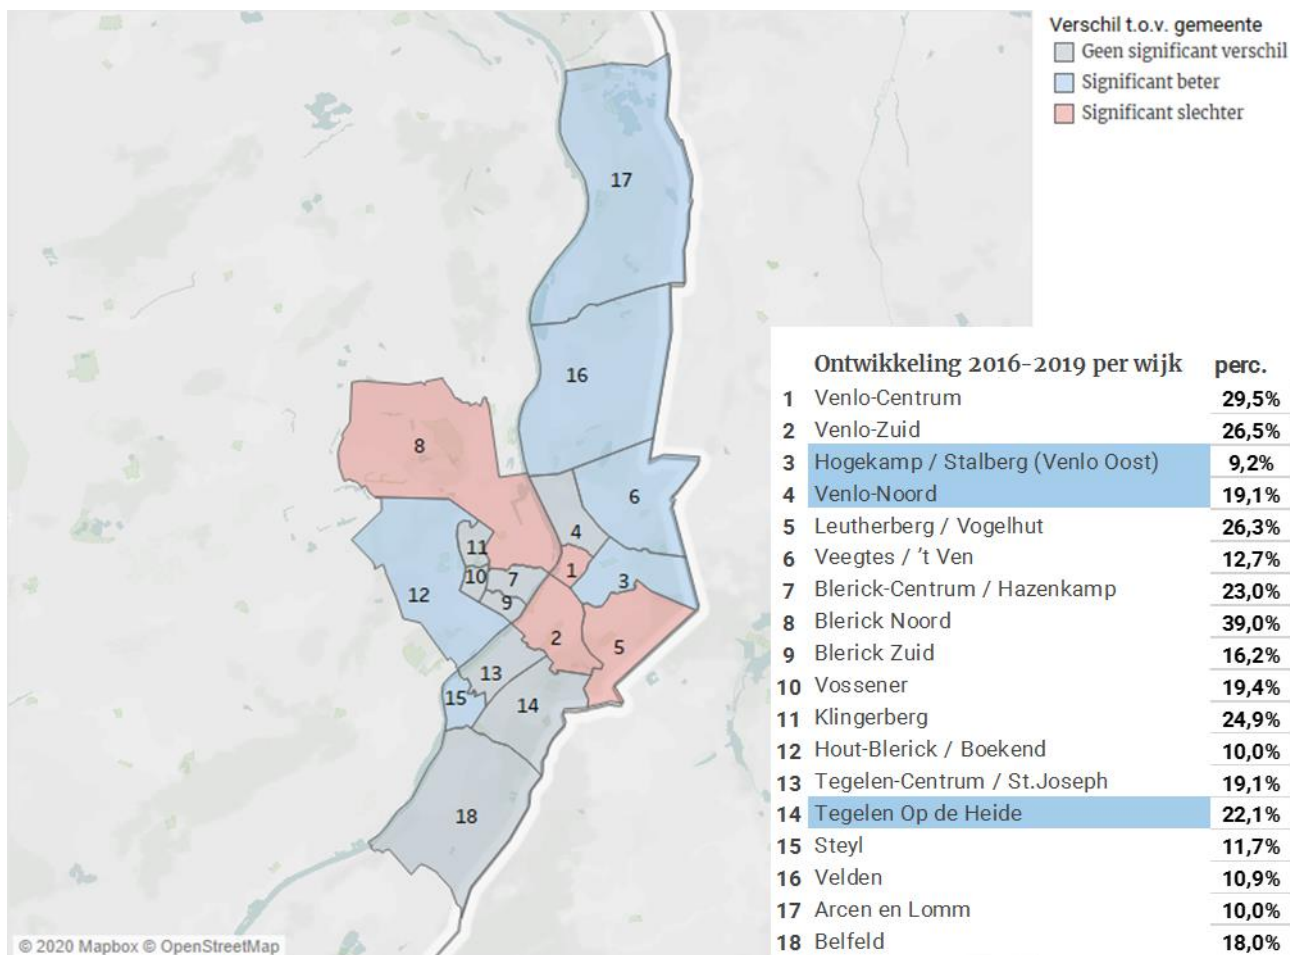 Verschil t.o.v. gemeente
Geen significant verschil
Significant beter
Significant slechter
17
16
8
6
4
11
1
10
7
3
12
9
2
5
13
15
14
18
Ontwikkeling 2016-2019 per wijk perc.
1 Venlo-Centrum 29,5%
2 Venlo-Zuid 26,5%
3 Hogekamp / Stalberg (Venlo Oost) 9,2%
4 Venlo-Noord 19,1%
5 Leutherberg / Vogelhut 26,3%
6 Veegtes / 't Ven 12,7%
7 Blerick-Centrum / Hazenkamp 23,0%
8 Blerick Noord 39,0%
9 Blerick Zuid 16,2%
10 Vossener 19,4%
11 Klingerberg 24,9%
12 Hout-Blerick / Boekend 10,0%
13 Tegelen-Centrum / St.Joseph 19,1%
14 Tegelen Op de Heide 22,1%
15 Steyl 11,7%
16 Velden 10,9%
17 Arcen en Lomm 10,0%
18 Belfeld 18,0%
© 2020 Mapbox © OpenStreetMap